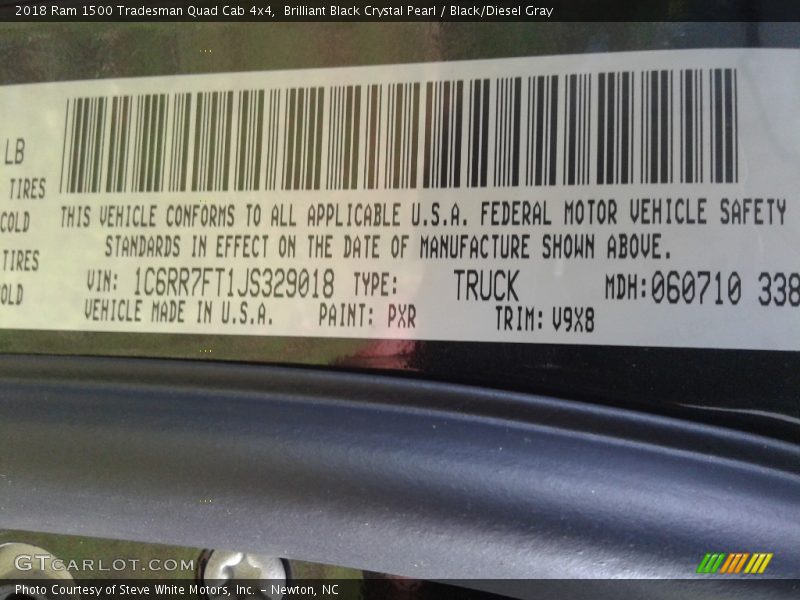 2018 Ram 1500 Tradesman Quad Cab 4x4, Brilliant Black Crystal Pearl / Black/Diesel Gray
LB
TIRES
COLD
TIRES
OLD
THIS VEHICLE CONFORMS TO ALL APPLICABLE U.S.A. FEDERAL MOTOR VEHICLE SAFETY
STANDARDS IN EFFECT ON THE DATE OF MANUFACTURE SHOWN ABOVE.
VIN: 1C6RR7FT1JS329018 TYPE: TRUCK MDH:060710 338
VEHICLE MADE IN U.S.A. PAINT: PXR TRIM: V9X8
GTCARLOT.COM
Photo Courtesy of Steve White Motors, Inc. – Newton, NC